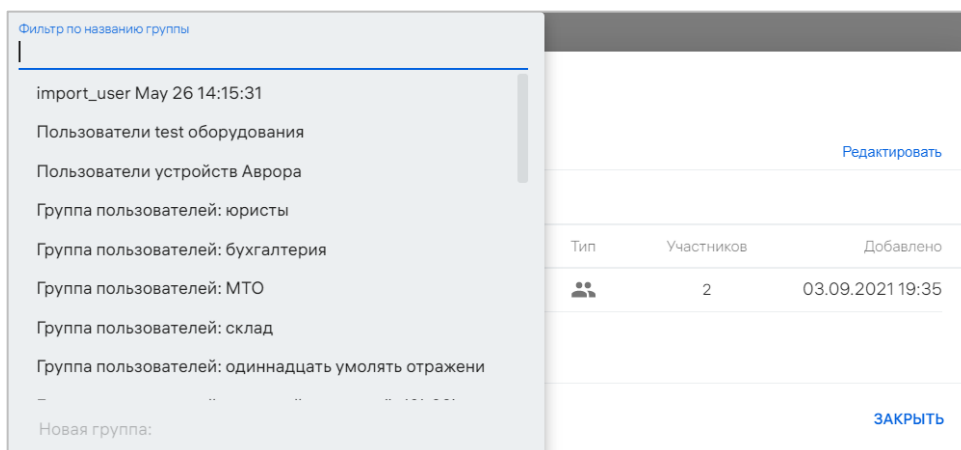 Фильтр по названию группы
import_user May 26 14:15:31
Пользователи test оборудования
Пользователи устройств Аврора
Группа пользователей: юристы
Группа пользователей: бухгалтерия
Группа пользователей: МТО
Группа пользователей: склад
Группа пользователей: одиннадцать умолять отражени
Новая группа:
Редактировать
Тип Участников Добавлено
2 03.09.2021 19:35
ЗАКРЫТЬ